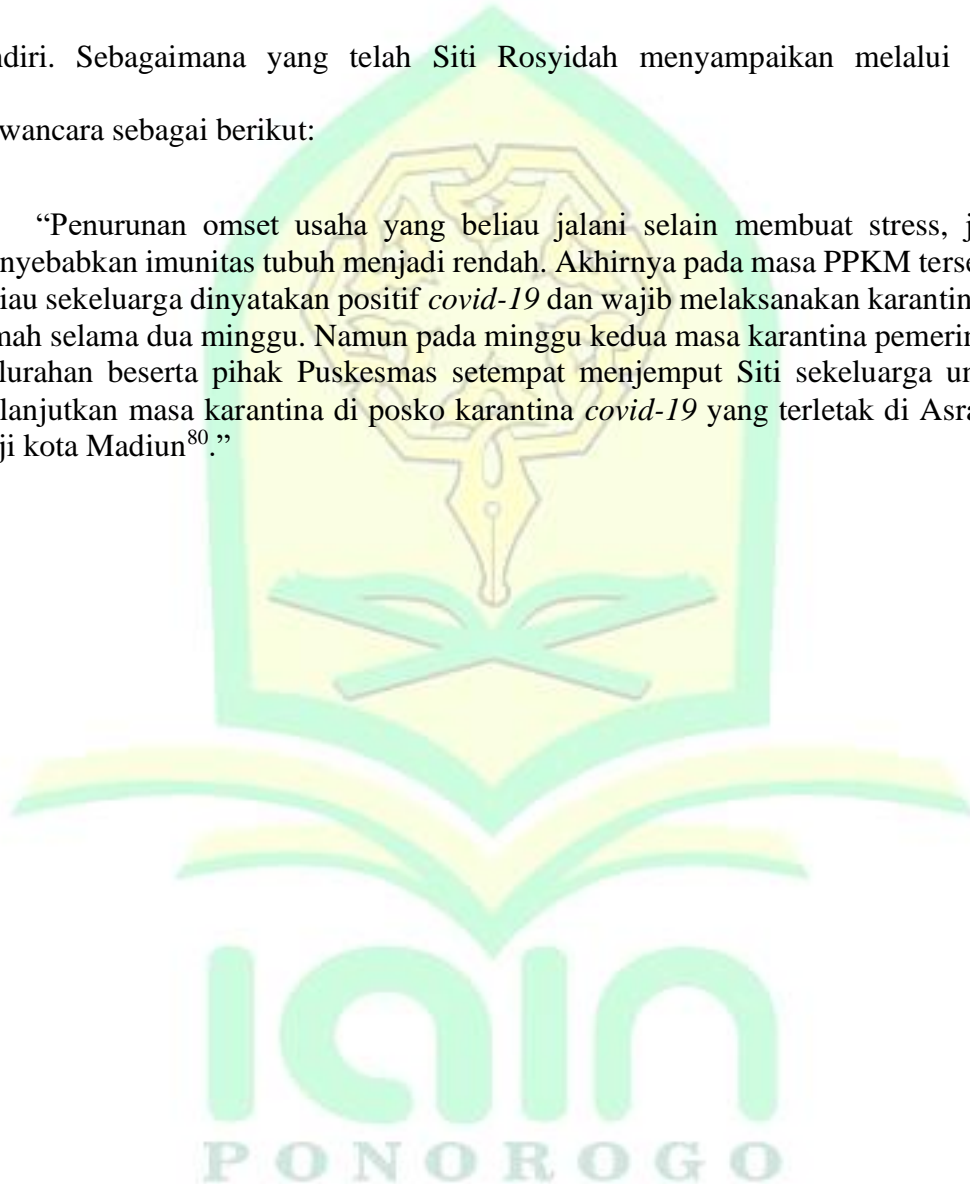 ndiri. Sebagaimana yang telah Siti Rosyidah menyampaikan melalui
wancara sebagai berikut:
“Penurunan omset usaha yang beliau jalani selain membuat stress, j
nyebabkan imunitas tubuh menjadi rendah. Akhirnya pada masa PPKM terse
iau sekeluarga dinyatakan positif covid-19 dan wajib melaksanakan karantin
mah selama dua minggu. Namun pada minggu kedua masa karantina pemerin
lurahan beserta pihak Puskesmas setempat menjemput Siti sekeluarga un
lanjutkan masa karantina di posko karantina covid-19 yang terletak di Asra
ji kota Madiun80.”
IAIN
PONOROGO